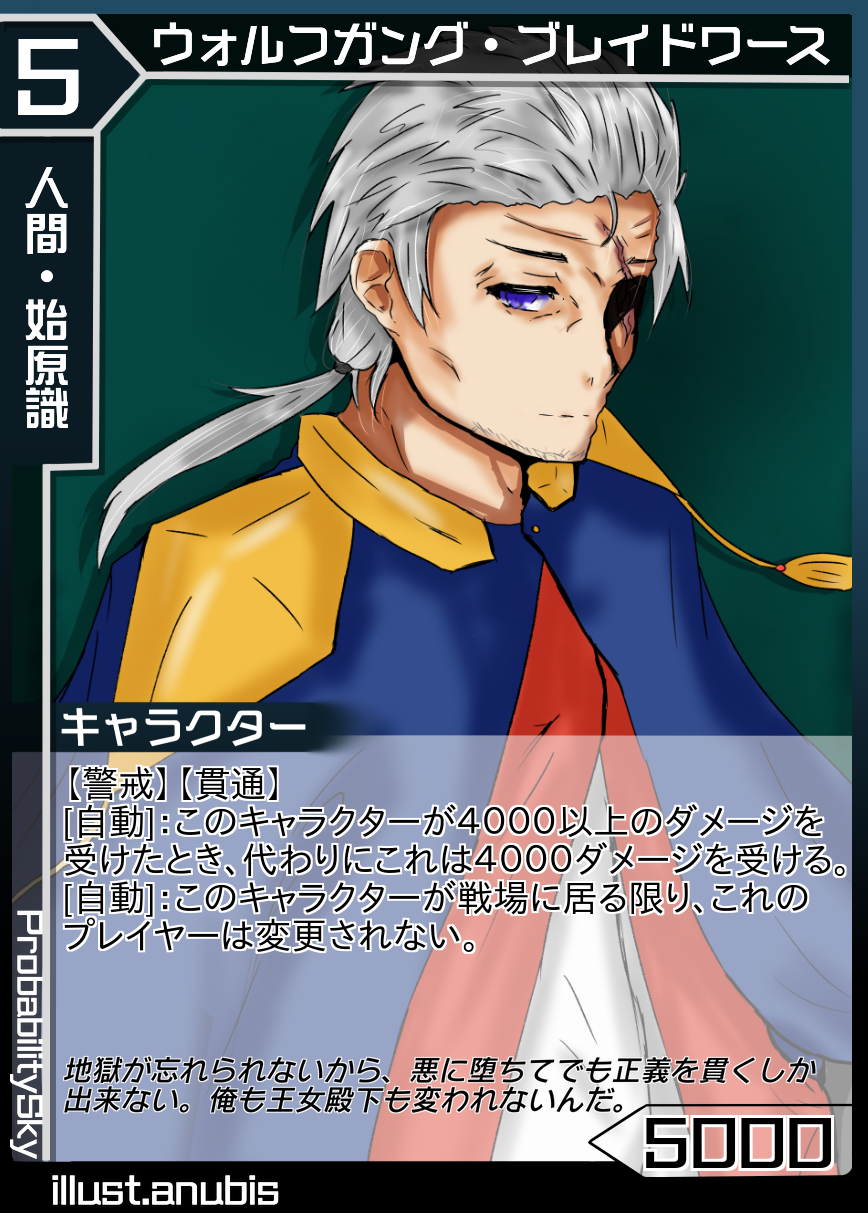 5
ウォルフガング・ブレイドワース
人間・始原識
キャラクター
【警戒】【貫通】
[自動]：このキャラクターが4000以上のダメージを
受けたとき、代わりにこれは4000ダメージを受ける。
[自動]：このキャラクターが戦場に居る限り、これの
プレイヤーは変更されない。
地獄が忘れられないから、悪に堕ちてでも正義を貫くしか
出来ない。俺も王女殿下も変われないんだ。
5000
ProbabilitySky
illust.anubis